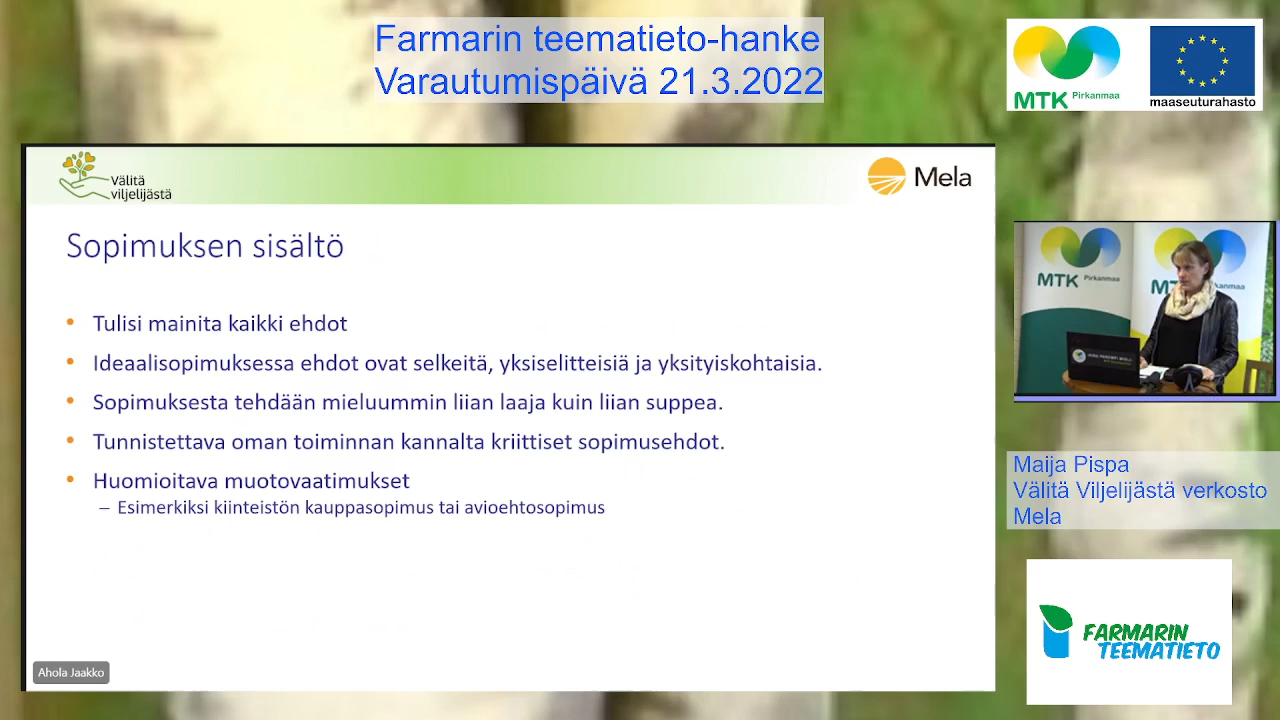 Farmarin teematieto-hanke
Varautumispäivä 21.3.2022
MTK Pirkanmaa
maaseuturahasto
Välitä
viljelijästä
Mela
Sopimuksen sisältö
• Tulisi mainita kaikki ehdot
• Ideaalisopimuksessa ehdot ovat selkeitä, yksiselitteisiä ja yksityiskohtaisia.
• Sopimuksesta tehdään mieluummin liian laaja kuin liian suppea.
• Tunnistettava oman toiminnan kannalta kriittiset sopimusehdot.
• Huomioitava muotovaatimukset
– Esimerkiksi kiinteistön kauppasopimus tai avioehtosopimus
Ahola Jaakko
MTK Pirkanmaa
Maija Pispa
Välitä Viljelijästä verkosto
Mela
FARMARIN
TEEMATIETO